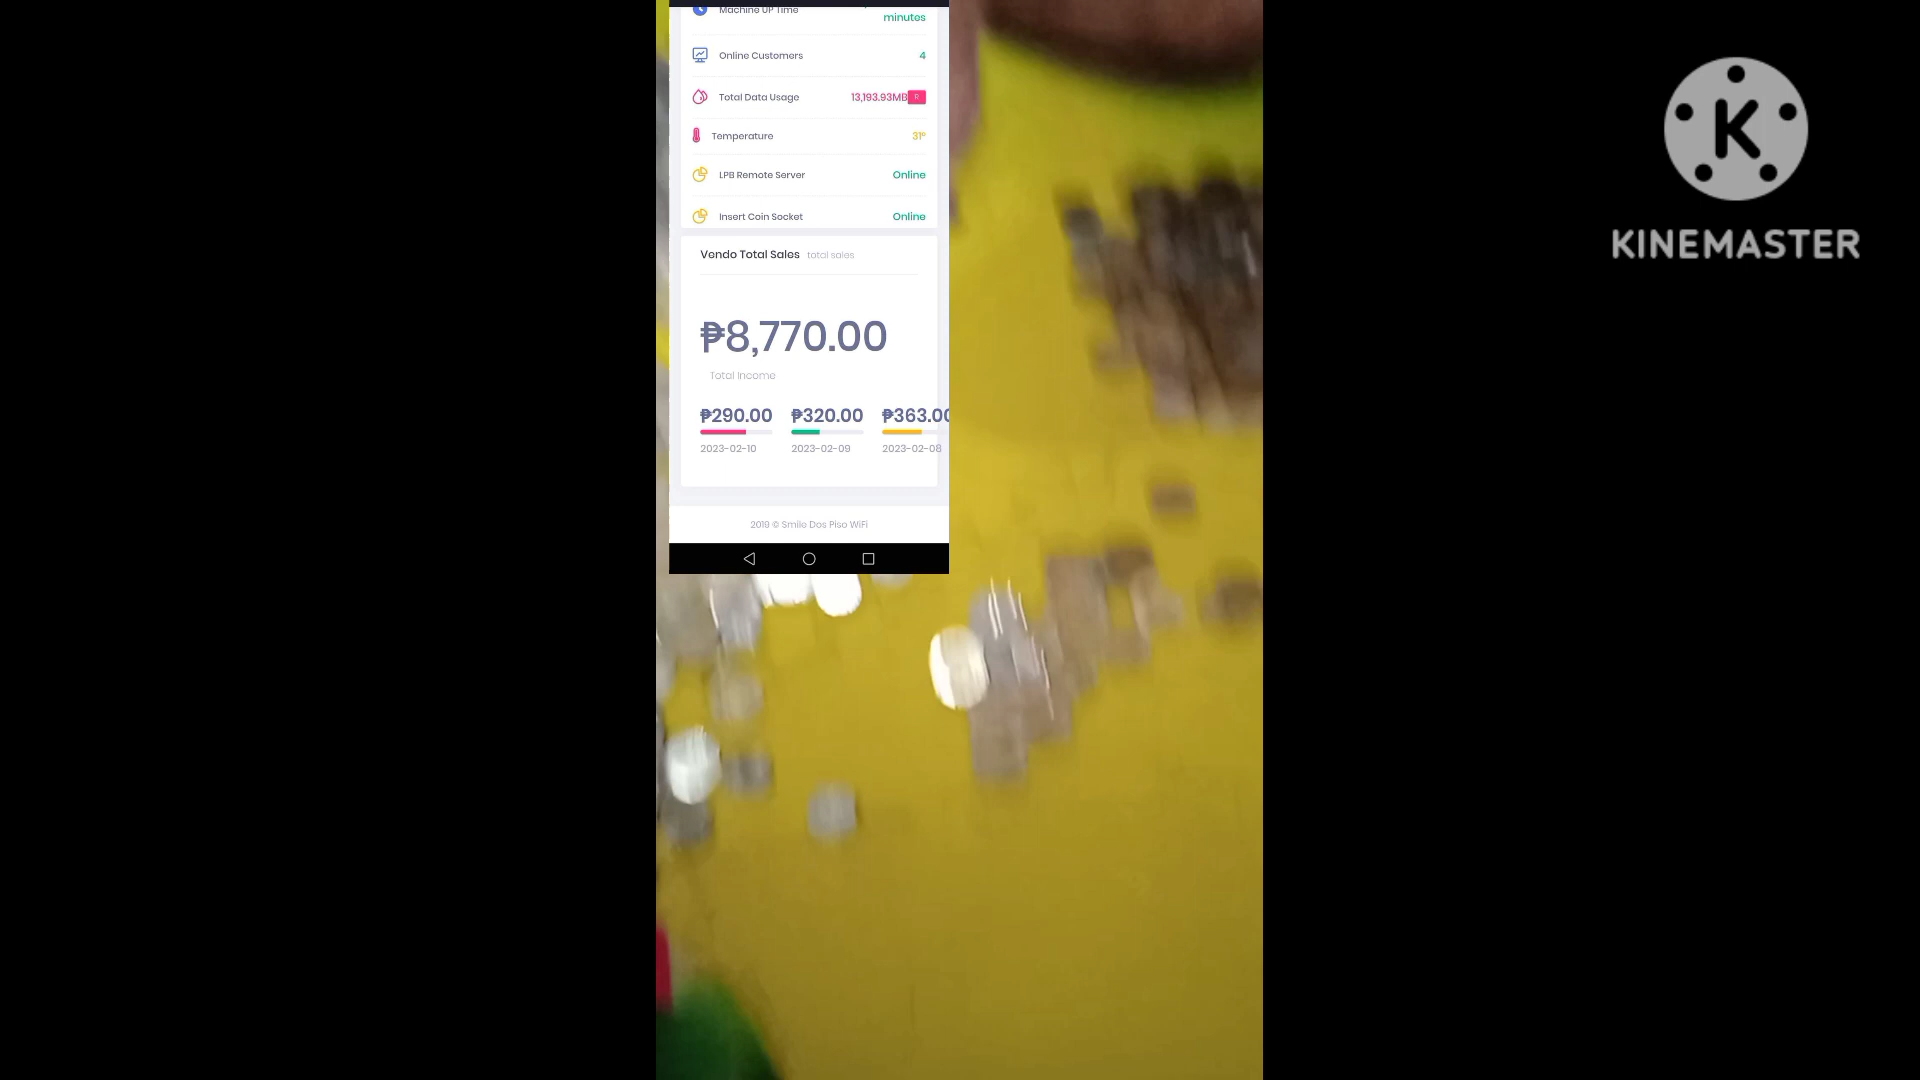 Machine UP Time
minutes
Online Customers 4
Total Data Usage 13,193.93MB
Temperature 31°
LPB Remote Server Online
Insert Coin Socket Online
Vendo Total Sales total sales
₱8,770.00
Total Income
₱290.00 ₱320.00 ₱363.00
2023-02-10 2023-02-09 2023-02-08
2019 © Smile Dos Piso WiFi
K
KINEMASTER